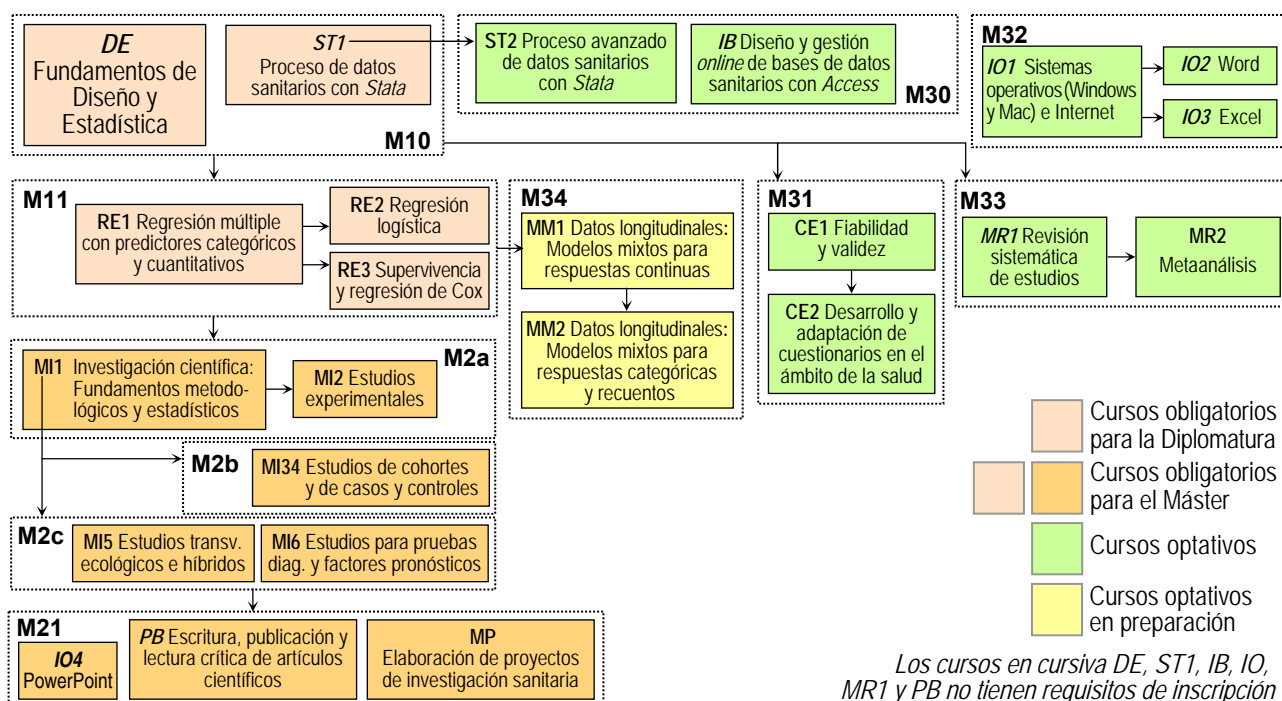 DE
Fundamentos de
Diseño y
Estadística
ST1
Proceso de datos
sanitarios con Stata
M10
ST2 Proceso avanzado
de datos sanitarios
con Stata
IB Diseño y gestión
online de bases de datos
sanitarios con Access
M30
M32
IO1 Sistemas
operativos (Windows
y Mac) e Internet
IO2 Word
IO3 Excel
M11
RE1 Regresión múltiple
con predictores categóricos
y cuantitativos
RE2 Regresión
logística
RE3 Supervivencia
y regresión de Cox
M34
MM1 Datos longitudinales:
Modelos mixtos para
respuestas continuas
MM2 Datos longitudinales:
Modelos mixtos para
respuestas categóricas
y recuentos
M31
CE1 Fiabilidad
y validez
CE2 Desarrollo y
adaptación de
cuestionarios en el
ámbito de la salud
M33
MR1 Revisión
sistemática
de estudios
MR2
Metaanálisis
M2a
MI1 Investigación científica:
Fundamentos metodo-
lógicos y estadísticos
MI2 Estudios
experimentales
M2b
MI34 Estudios de cohortes
y de casos y controles
M2c
MI5 Estudios transv.
ecológicos e híbridos
MI6 Estudios para pruebas
diag. y factores pronósticos
M21
IO4
PowerPoint
PB Escritura, publicación y
lectura crítica de artículos
científicos
MP
Elaboración de proyectos
de investigación sanitaria
Cursos obligatorios
para la Diplomatura
Cursos obligatorios
para el Máster
Cursos optativos
Cursos optativos
en preparación
Los cursos en cursiva DE, ST1, IB, IO,
MR1 y PB no tienen requisitos de inscripción